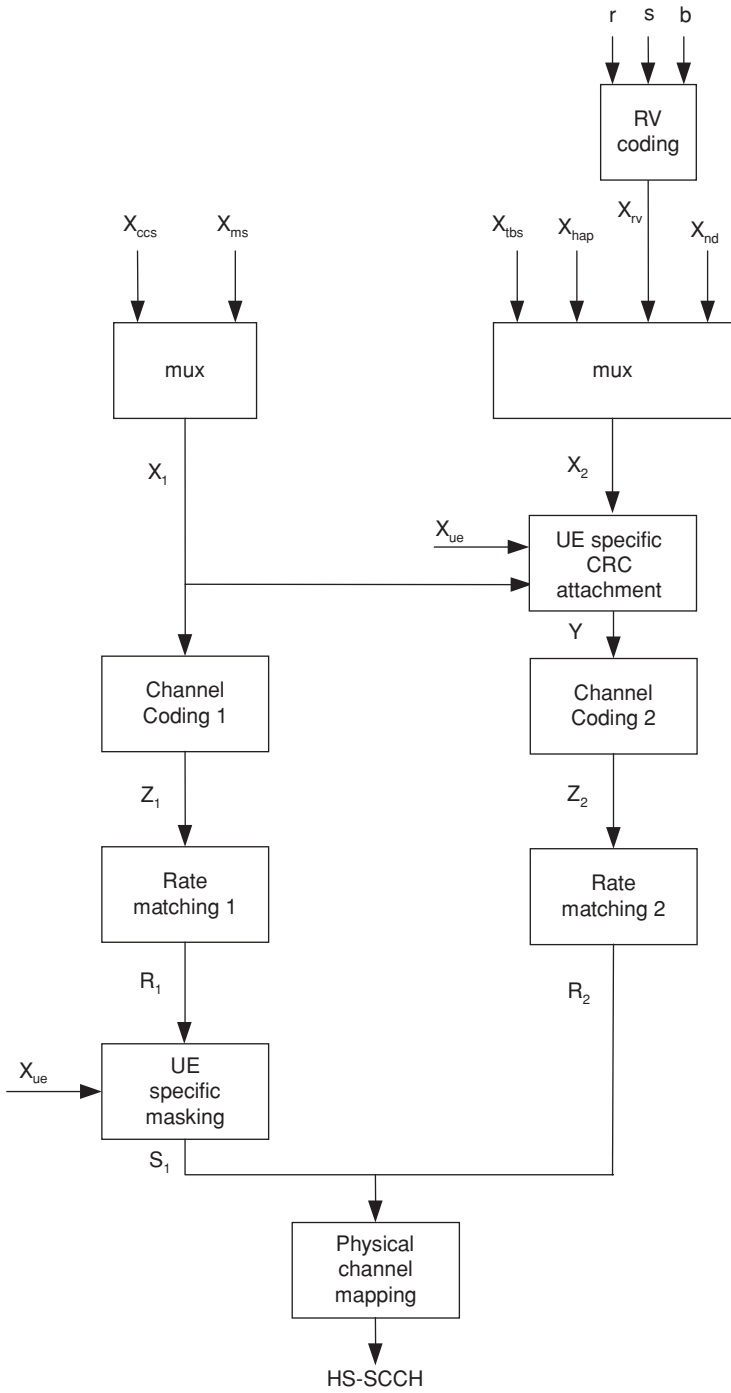 r s b
RV
coding
X_ccs X_ms X_tbs X_hap X_rv X_nd
mux mux
X_1 X_2
X_ue
UE specific
CRC
attachment
Y
Channel
Coding 1
Channel
Coding 2
Z_1 Z_2
Rate
matching 1
Rate
matching 2
R_1 R_2
X_ue
UE
specific
masking
S_1
Physical
channel
mapping
HS-SCCH